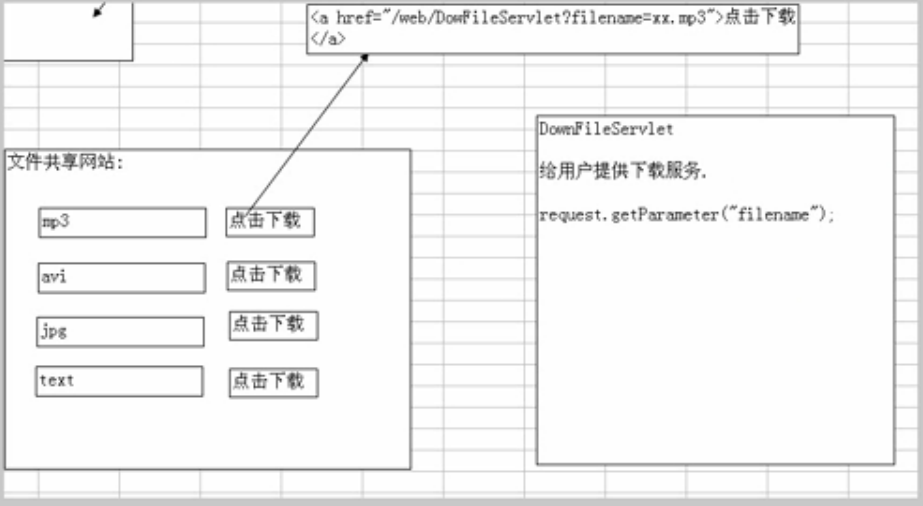 <a href="/web/DowFileServlet?filename=xx.mp3">点击下载
</a>
文件共享网站:
mp3
点击下载
avi
点击下载
jpg
点击下载
text
点击下载
DownFileServlet
给用户提供下载服务.
request.getParameter("filename");